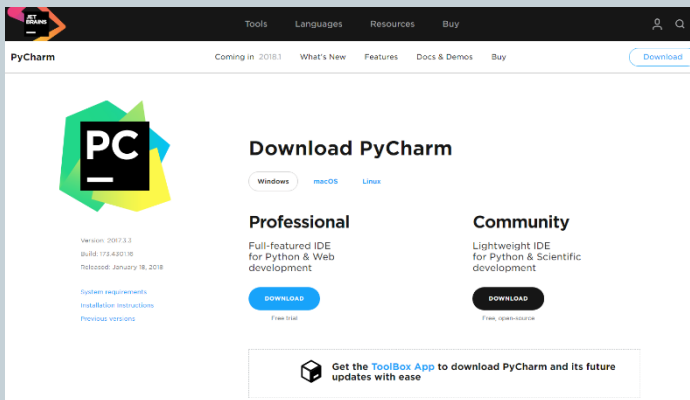 JET
BRAINS
Tools Languages Resources Buy
PyCharm
Coming in 2018.1 What's New Features Docs & Demos Buy
Download
PC
Download PyCharm
Windows macOS Linux
Professional
Full-featured IDE
for Python & Web
development
DOWNLOAD
Free trial
Community
Lightweight IDE
for Python & Scientific
development
DOWNLOAD
Free, open-source
Version: 2017.3.3
Build: 173.4301.16
Released: January 18, 2018
System requirements
Installation Instructions
Previous versions
Get the ToolBox App to download PyCharm and its future
updates with ease